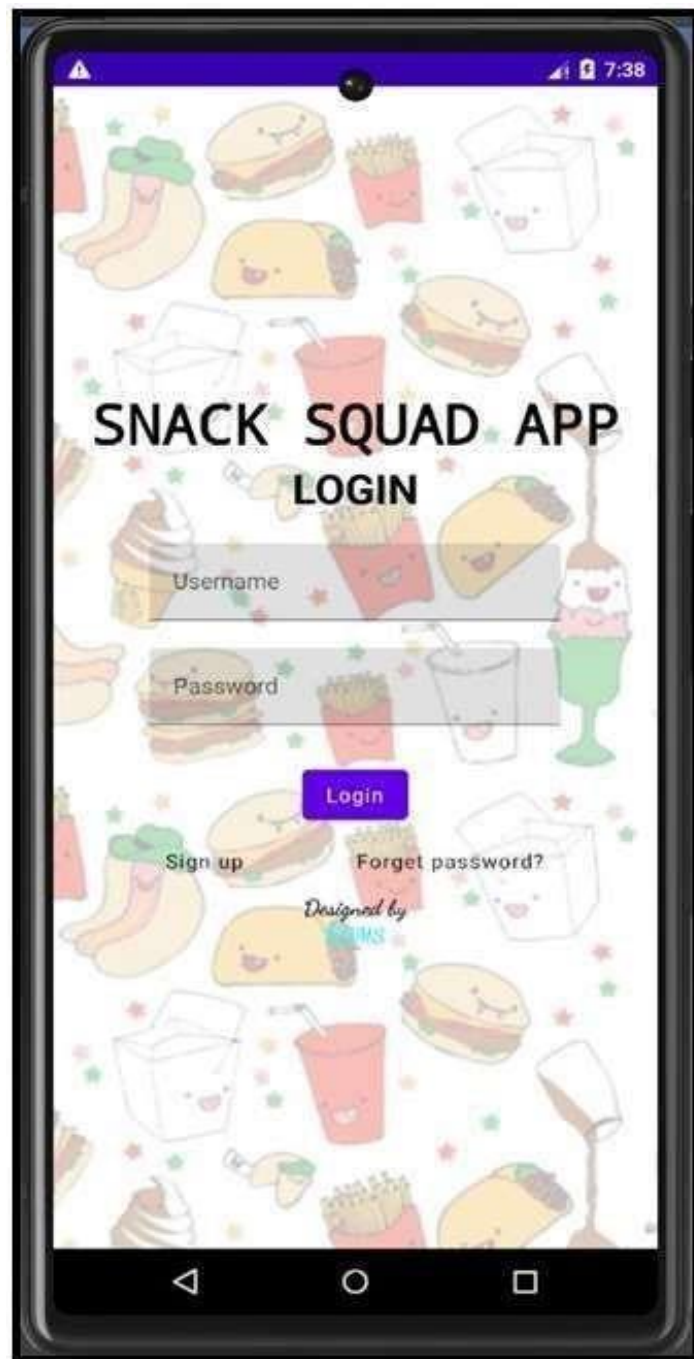 7:38
SNACK SQUAD APP
LOGIN
Username
Password
Login
Sign up Forget password?
Designed by